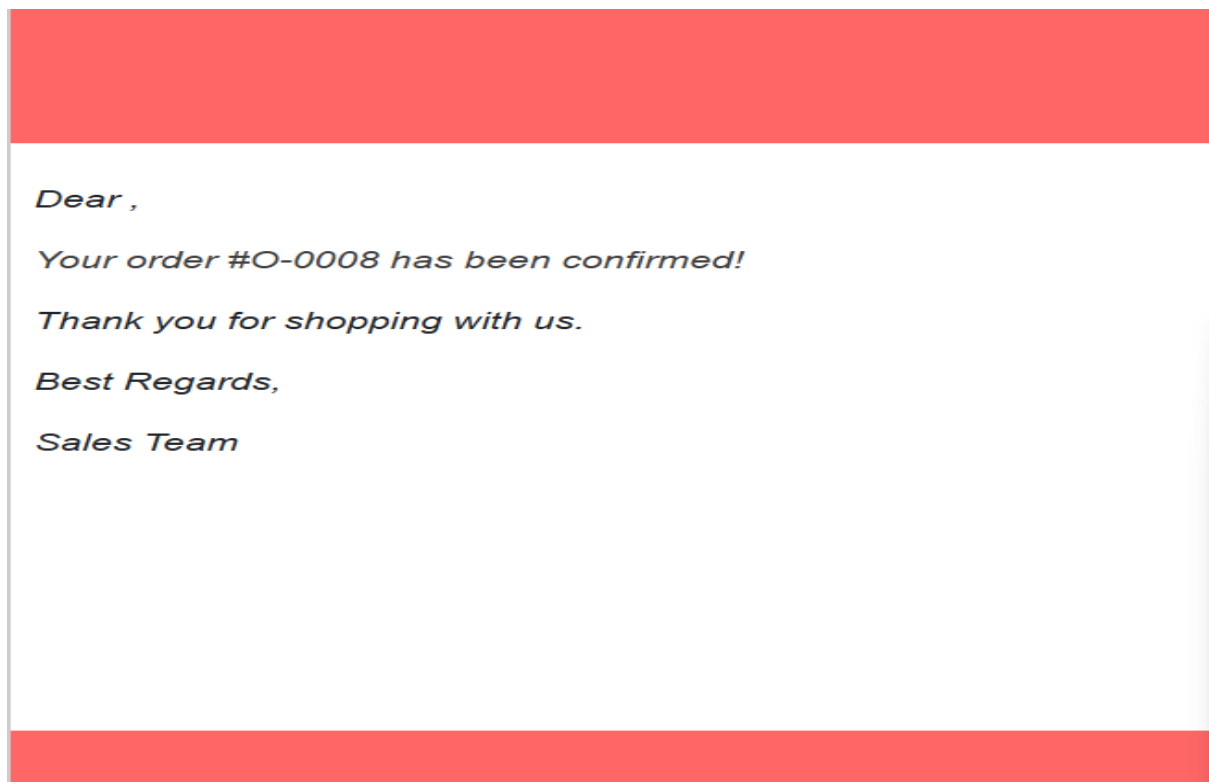 Dear ,
Your order #O-0008 has been confirmed!
Thank you for shopping with us.
Best Regards,
Sales Team